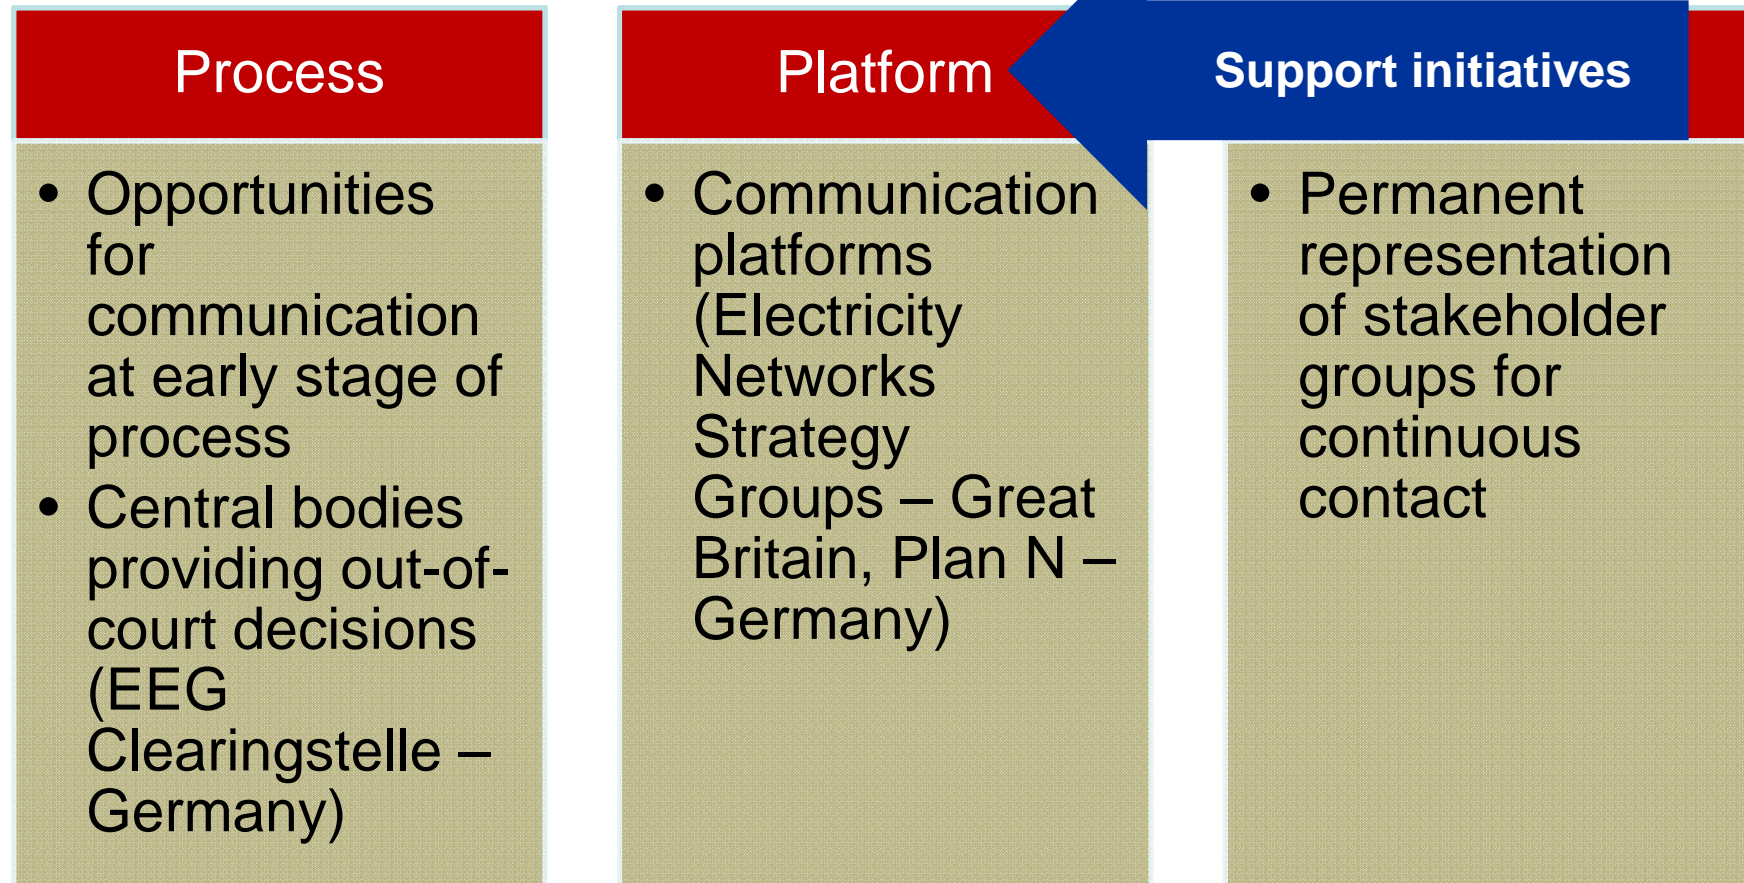 Process
• Opportunities
for
communication
at early stage of
process
• Central bodies
providing out-of-
court decisions
(EEG
Clearingstelle –
Germany)
Platform
• Communication
platforms
(Electricity
Networks
Strategy
Groups – Great
Britain, Plan N –
Germany)
Support initiatives
• Permanent
representation
of stakeholder
groups for
continuous
contact